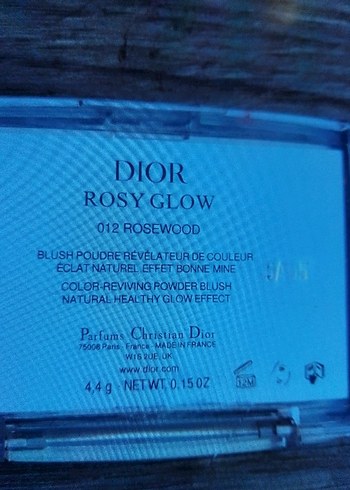 DIOR
ROSY GLOW
012 ROSEWOOD
BLUSH POUDRE RÉVÉLATEUR DE COULEUR
ÉCLAT NATUREL EFFET BONNE MINE
COLOR-REVIVING POWDER BLUSH
NATURAL HEALTHY GLOW EFFECT
Parfums Christian Dior
75008 Paris - France - MADE IN FRANCE
W1S 2UE, UK
www.dior.com
4,4 g - NET WT. 0.15 OZ
12M